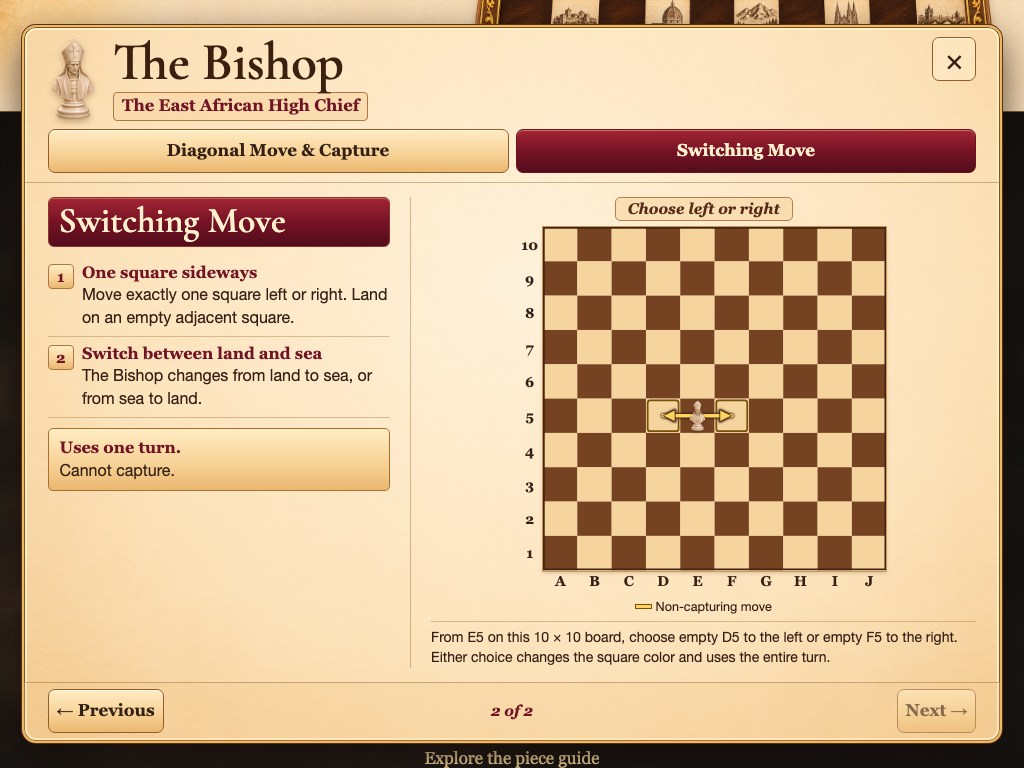 The Bishop
The East African High Chief
×
Diagonal Move & Capture
Switching Move
Switching Move
1
One square sideways
Move exactly one square left or right. Land
on an empty adjacent square.
2
Switch between land and sea
The Bishop changes from land to sea, or
from sea to land.
Uses one turn.
Cannot capture.
Choose left or right
10
9
8
7
6
5
4
3
2
1
A B C D E F G H I J
Non-capturing move
From E5 on this 10 × 10 board, choose empty D5 to the left or empty F5 to the right.
Either choice changes the square color and uses the entire turn.
← Previous
2 of 2
Next →
Explore the piece guide